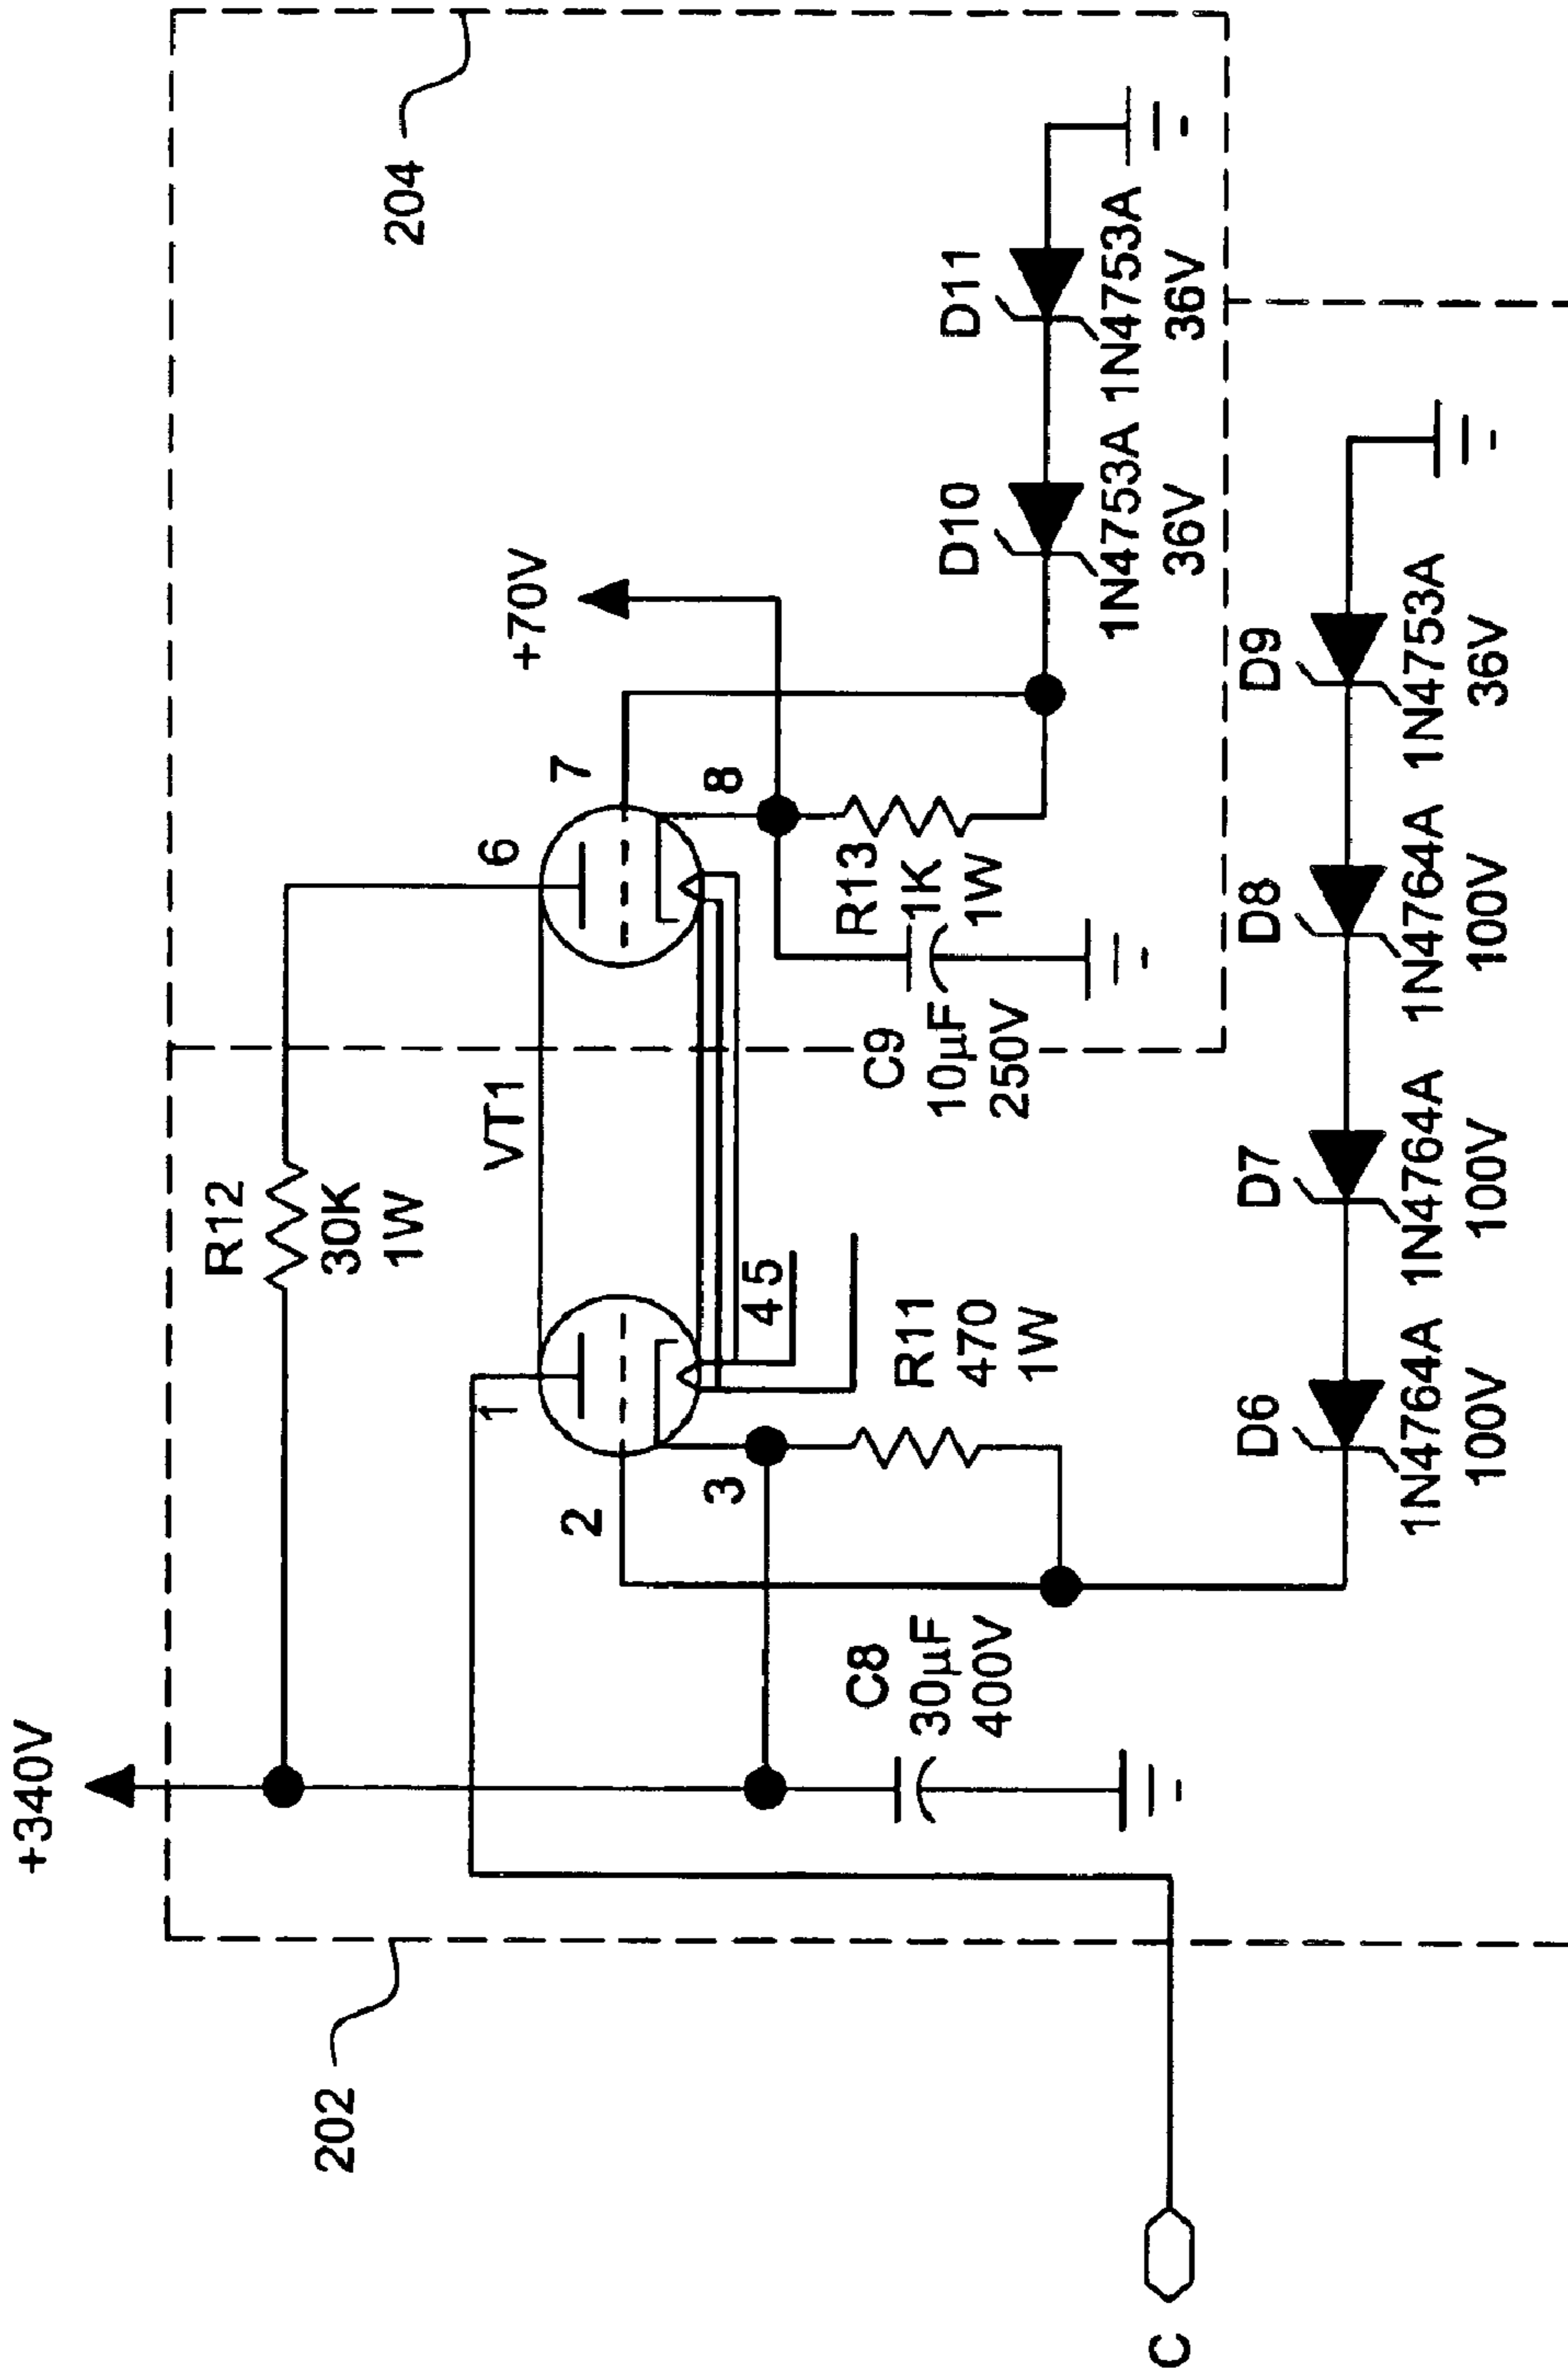 +340V
202
204
R12
30K
1W
VT1
1
2
3
4 5
6
7
8
+70V
C8
30µF
400V
R11
470
1W
C9
10µF
250V
R13
1K
1W
D10
1N4753A
36V
D11
1N4753A
36V
D6
1N4764A
100V
D7
1N4764A
100V
D8
1N4764A
100V
D9
1N4753A
36V
C